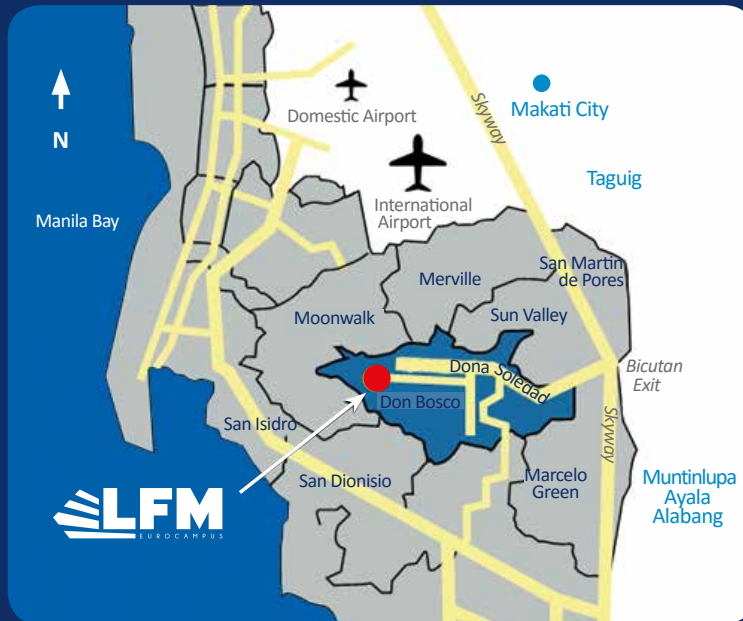 N
Manila Bay
Domestic Airport
International
Airport
Skyway
Makati City
Taguig
San Martin
de Pores
Merville
Sun Valley
Moonwalk
Dona Soledad
Don Bosco
Bicutan
Exit
Skyway
San Isidro
San Dionisio
Marcelo
Green
Muntinlupa
Ayala
Alabang
LFM
EUROCAMPUS